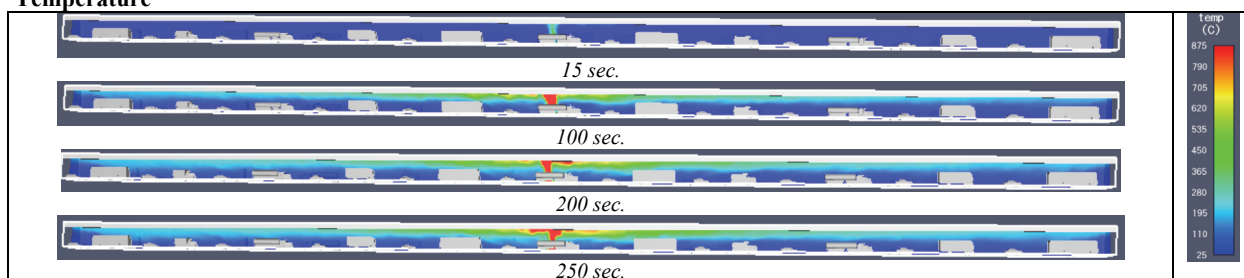 Temperature
15 sec.
100 sec.
200 sec.
250 sec.
temp
(C)
875
790
705
620
535
450
365
280
195
110
25